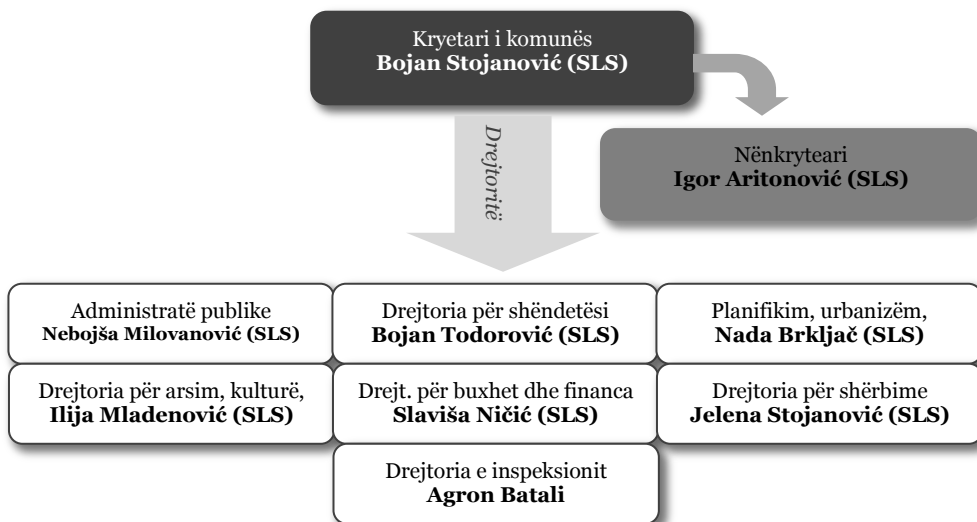 Kryetari i komunës
Bojan Stojanović (SLS)
Drejtoritë
Nënkryteari
Igor Aritonović (SLS)
Administratë publike
Nebojša Milovanović (SLS)
Drejtoria për shëndetësi
Bojan Todorović (SLS)
Planifikim, urbanizëm,
Nada Brkljač (SLS)
Drejtoria për arsim, kulturë,
Ilija Mladenović (SLS)
Drejt. për buxhet dhe financa
Slaviša Ničić (SLS)
Drejtoria për shërbime
Jelena Stojanović (SLS)
Drejtoria e inspeksionit
Agron Batali